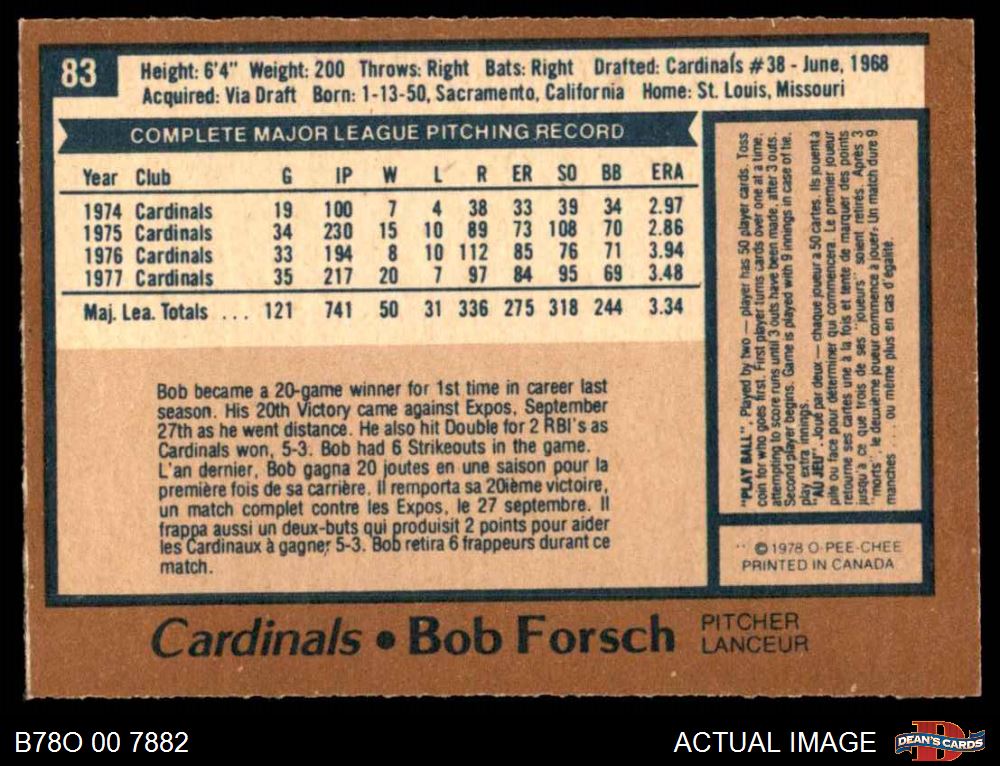 83
Height: 6'4" Weight: 200 Throws: Right Bats: Right Drafted: Cardinals #38 - June, 1968
Acquired: Via Draft Born: 1-13-50, Sacramento, California Home: St. Louis, Missouri
COMPLETE MAJOR LEAGUE PITCHING RECORD
Year Club G IP W L R ER SO BB ERA
1974 Cardinals 19 100 7 4 38 33 39 34 2.97
1975 Cardinals 34 230 15 10 89 73 108 70 2.86
1976 Cardinals 33 194 8 10 112 85 76 71 3.94
1977 Cardinals 35 217 20 7 97 84 95 69 3.48
Maj. Lea. Totals ... 121 741 50 31 336 275 318 244 3.34
Bob became a 20-game winner for 1st time in career last
season. His 20th Victory came against Expos, September
27th as he went distance. He also hit Double for 2 RBI's as
Cardinals won, 5-3. Bob had 6 Strikeouts in the game.
L'an dernier, Bob gagna 20 joutes en une saison pour la
première fois de sa carrière. Il remporta sa 20ième victoire,
un match complet contre les Expos, le 27 septembre. Il
frappa aussi un deux-buts qui produisit 2 points pour aider
les Cardinaux à gagner 5-3. Bob retira 6 frappeurs durant ce
match.
"PLAY BALL". Played by two — player has 50 player cards. Toss
coin for who goes first. First player turns cards over one at a time,
attempting to score runs until 3 outs have been made, after 3 outs.
Second player begins. Game is played with 9 innings in case of tie.
play extra innings.
"AU JEU". Joué par deux — chaque joueur a 50 cartes. Ils jouent à
pile ou face pour déterminer qui commencera. Le premier joueur
retourne ses cartes une à la fois et tente de marquer des points
jusqu'à ce que trois de ses "joueurs" soient retirés. Après 3
"morts", le deuxième joueur commence à jouer. Un match dure 9
manches . . . ou même plus en cas d'égalité.
© 1978 O-PEE-CHEE
PRINTED IN CANADA
Cardinals • Bob Forsch PITCHER
LANCEUR
B78O 00 7882
ACTUAL IMAGE
DEAN'S CARDS